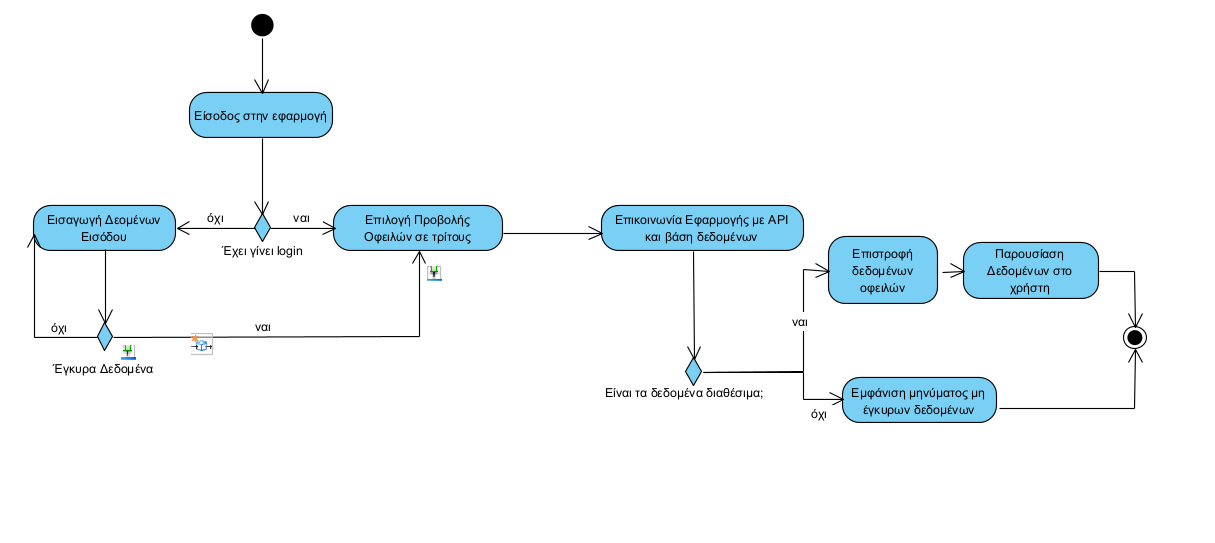 Είσοδος στην εφαρμογή
Εισαγωγή Δεομένων
Εισόδου
όχι
ναι
Έχει γίνει login
Επιλογή Προβολής
Οφειλών σε τρίτους
Επικοινωνία Εφαρμογής με API
και βάση δεδομένων
όχι
ναι
Έγκυρα Δεδομένα
Είναι τα δεδομένα διαθέσιμα;
ναι
όχι
Επιστροφή
δεδομένων
οφειλών
Παρουσίαση
Δεδομένων στο
χρήστη
Εμφάνιση μηνύματος μη
έγκυρων δεδομένων